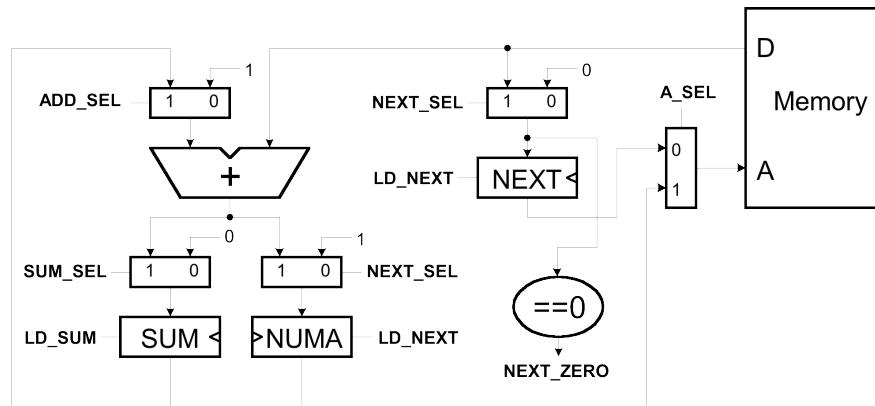 D
1
0
A_SEL
ADD_SEL
1 0
NEXT_SEL
1 0
Memory
0
+
LD_NEXT
NEXT
A
1
0
1
SUM_SEL
1 0
1 0
NEXT_SEL
==0
LD_SUM
SUM
NUMA
LD_NEXT
NEXT_ZERO